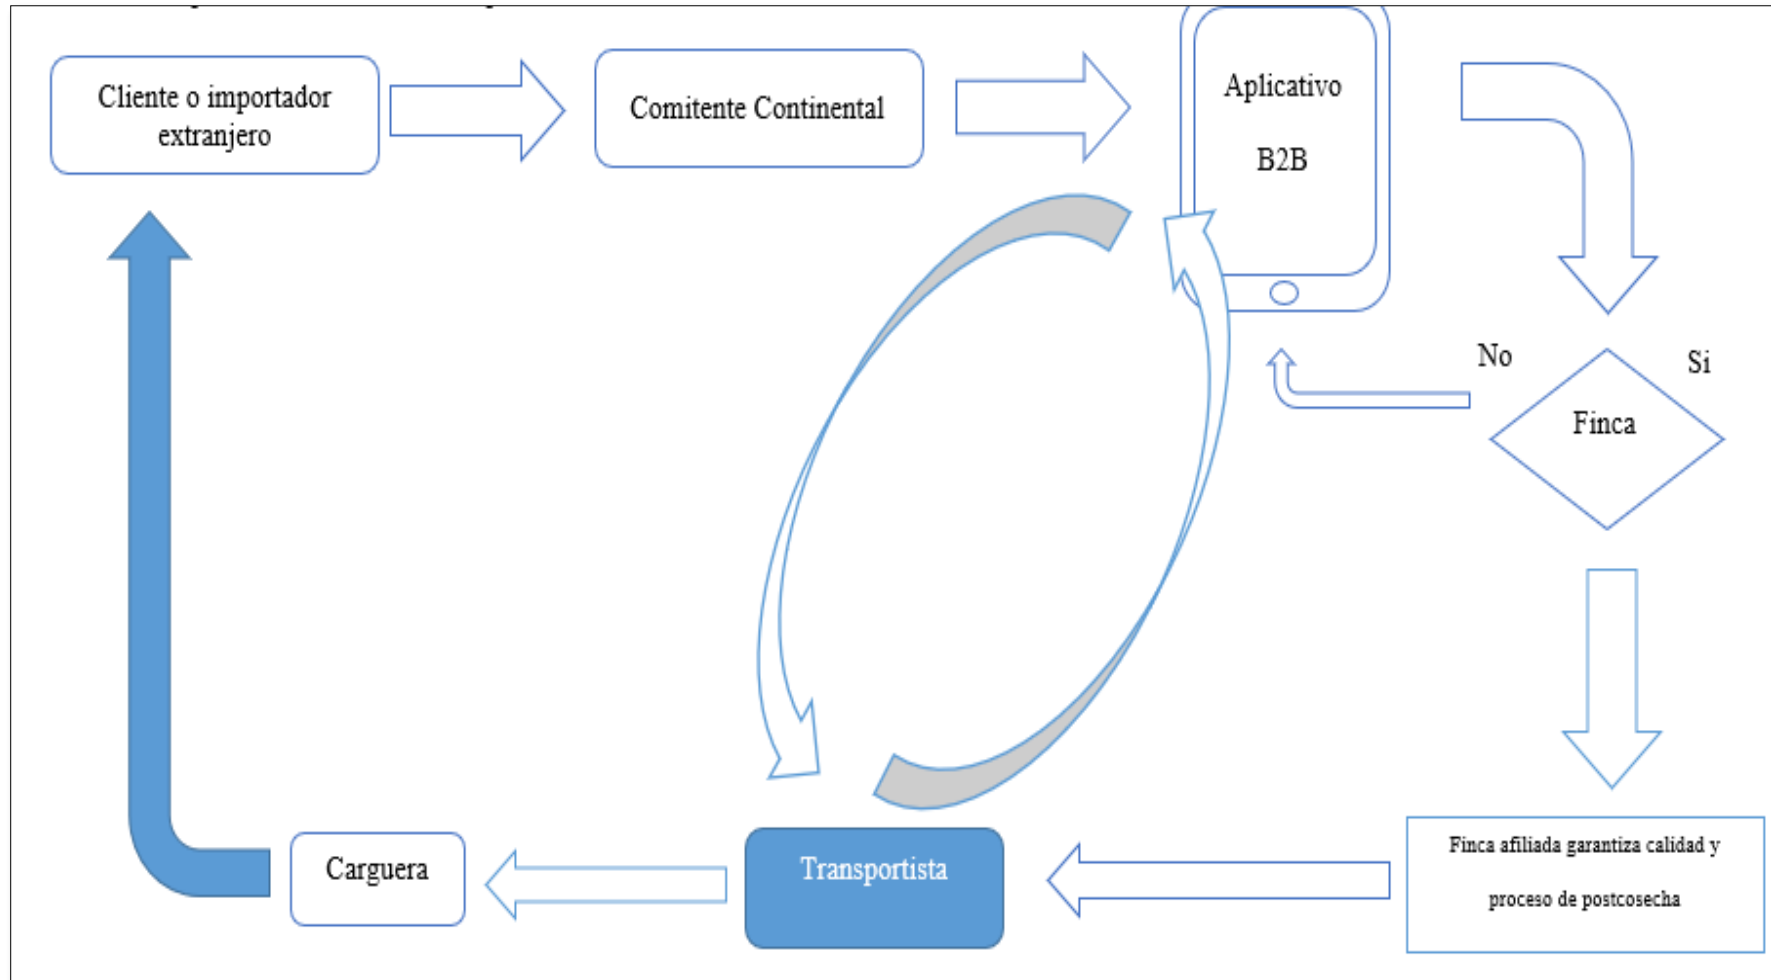 Cliente o importador
extranjero
Comitente Continental
Aplicativo
B2B
No
Si
Finca
Finca afiliada garantiza calidad y
proceso de postcosecha
Transportista
Carguera